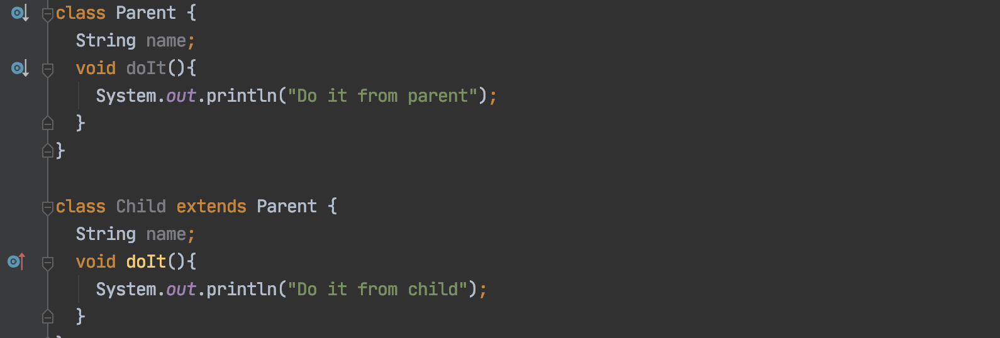 class Parent {
  String name;
  void doIt(){
    System.out.println("Do it from parent");
  }
}

class Child extends Parent {
  String name;
  void doIt(){
    System.out.println("Do it from child");
  }
}